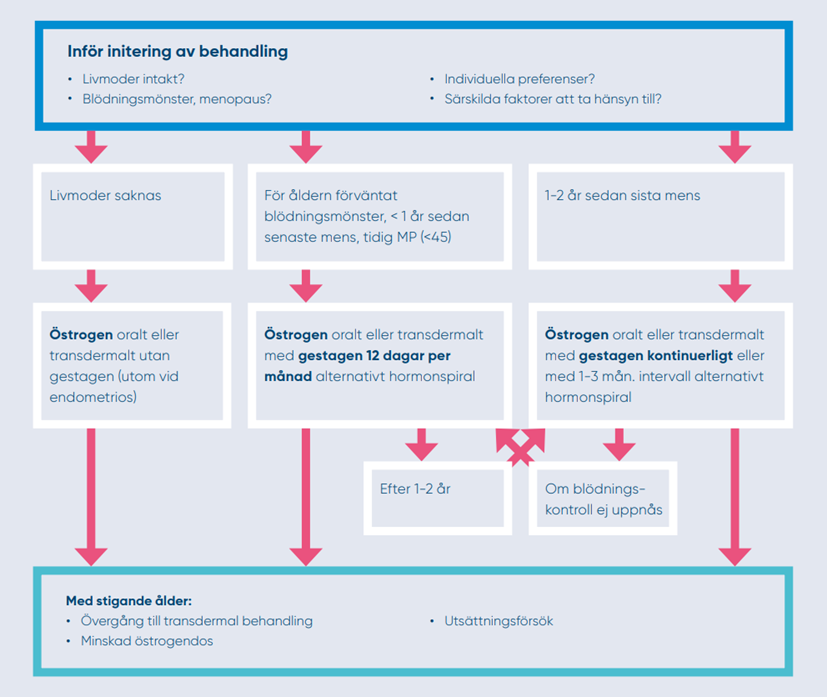 Inför initering av behandling
• Livmoder intakt?
• Blödningsmönster, menopaus?
• Individuella preferenser?
• Särskilda faktorer att ta hänsyn till?
Livmoder saknas
För åldern förväntat
blödningsmönster, < 1 år sedan
senaste mens, tidig MP (<45)
1-2 år sedan sista mens
Östrogen oralt eller
transdermalt utan
gestagen (utom vid
endometrios)
Östrogen oralt eller transdermalt
med gestagen 12 dagar per
månad alternativt hormonspiral
Östrogen oralt eller transdermalt
med gestagen kontinuerligt eller
med 1-3 mån. intervall alternativt
hormonspiral
Efter 1-2 år
Om blödnings-
kontroll ej uppnås
Med stigande ålder:
• Övergång till transdermal behandling
• Minskad östrogendos
• Utsättningsförsök